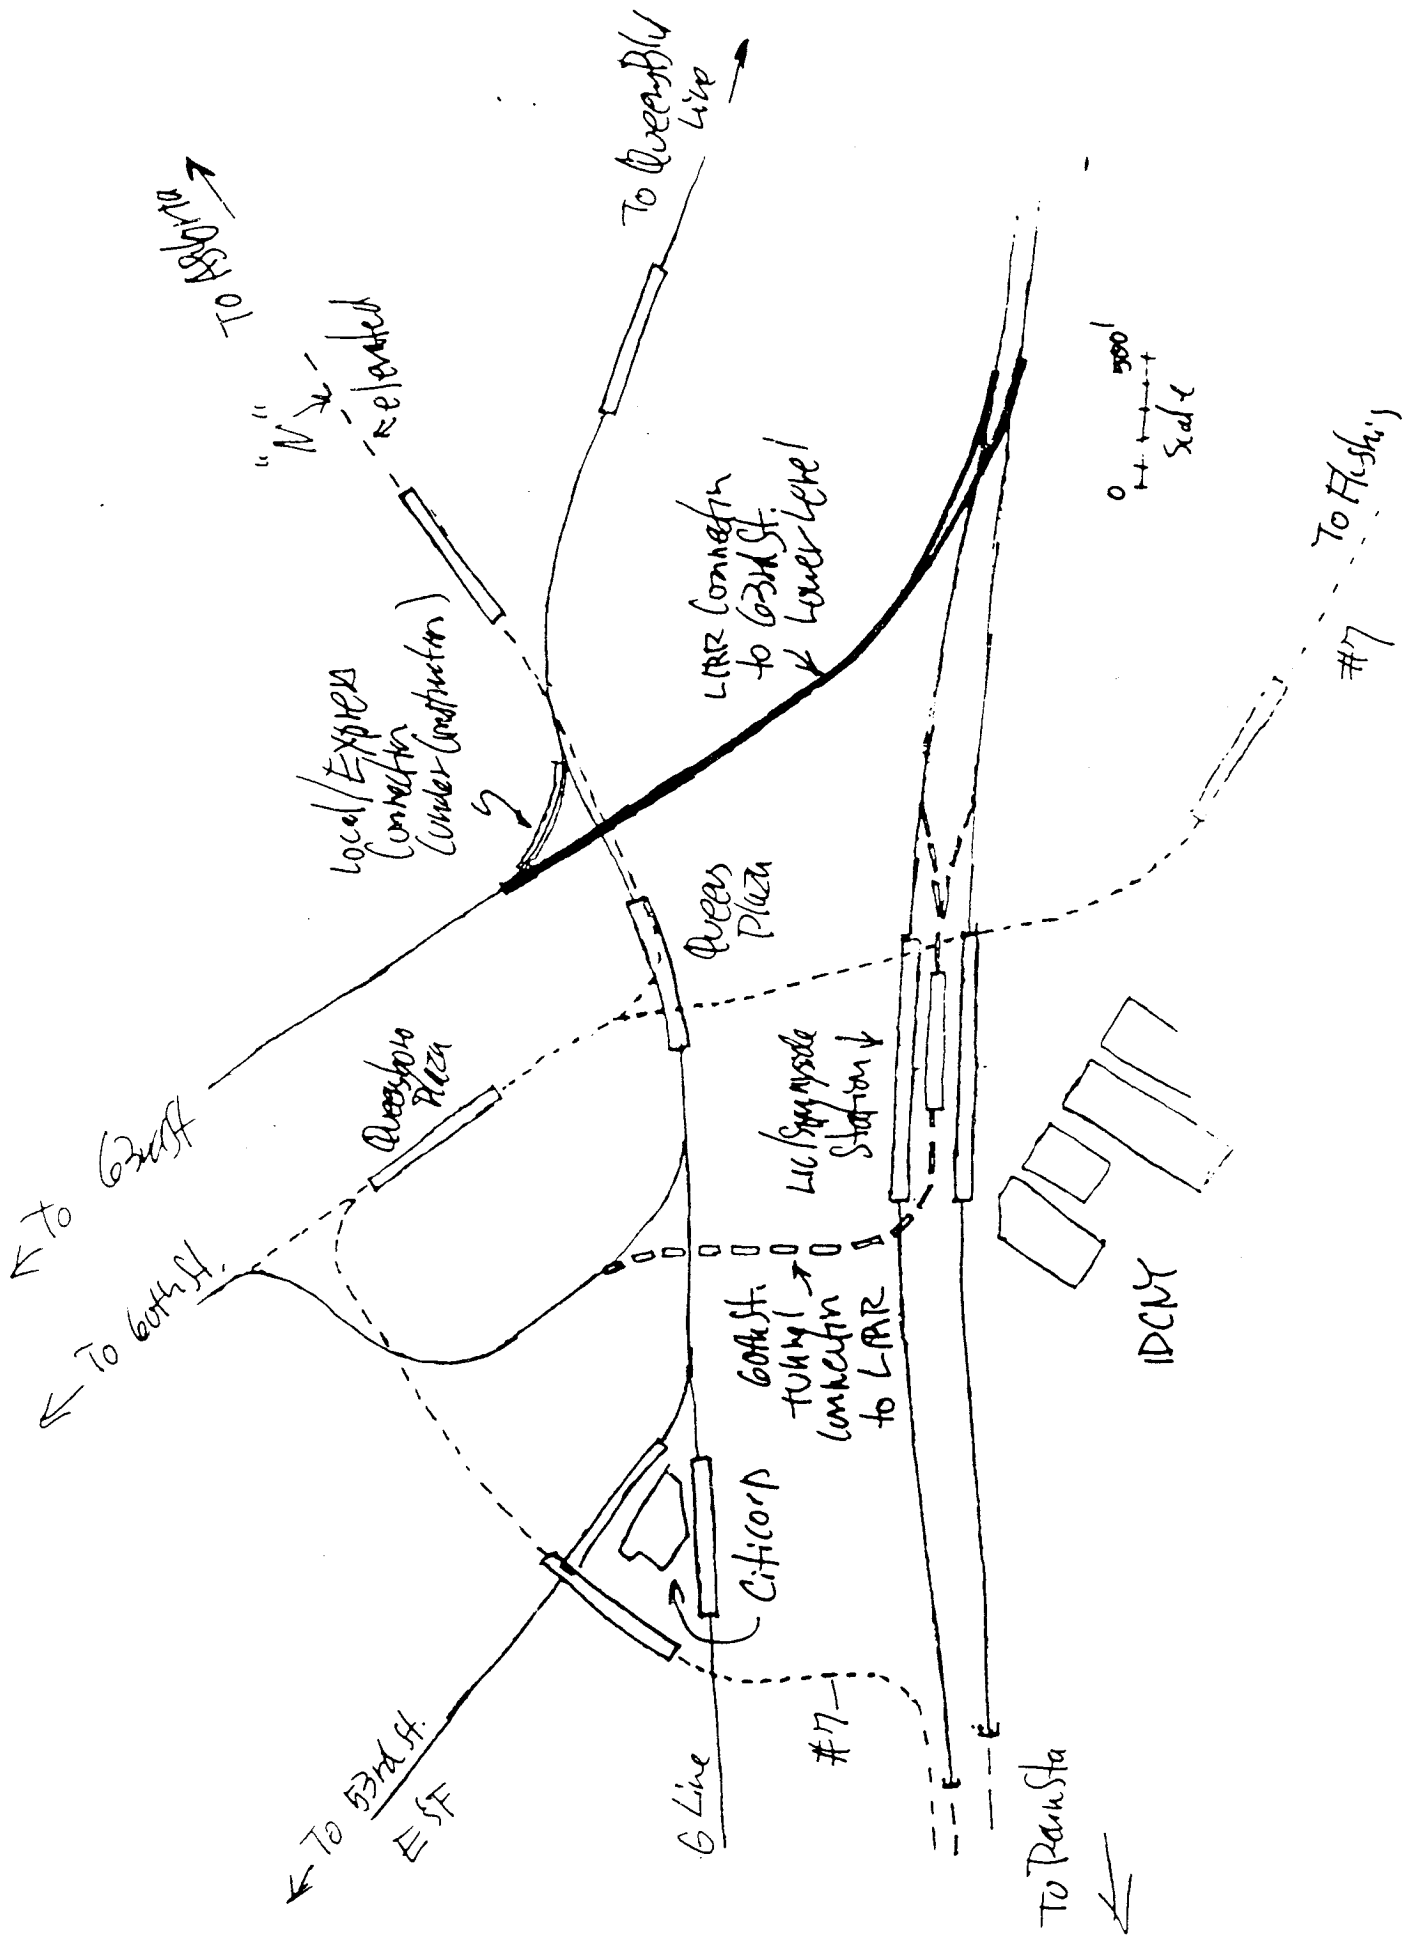 To Astoria
"N"
elevated
To Queens Blv
Line
Local/Express
Connection
(under Construction)
LIRR Connectn
to 63rd St.
Lower Level
0 500'
Scale
To Flushing
#7
Queens
Plaza
Queensboro
Plaza
To 63rd St
To 60th St.
LIC/Sunnyside
Station
60th St.
tunnel
Connection
to LIRR
IDCNY
Citicorp
To 53rd St.
E & F
G Line
#7
To Penn Sta